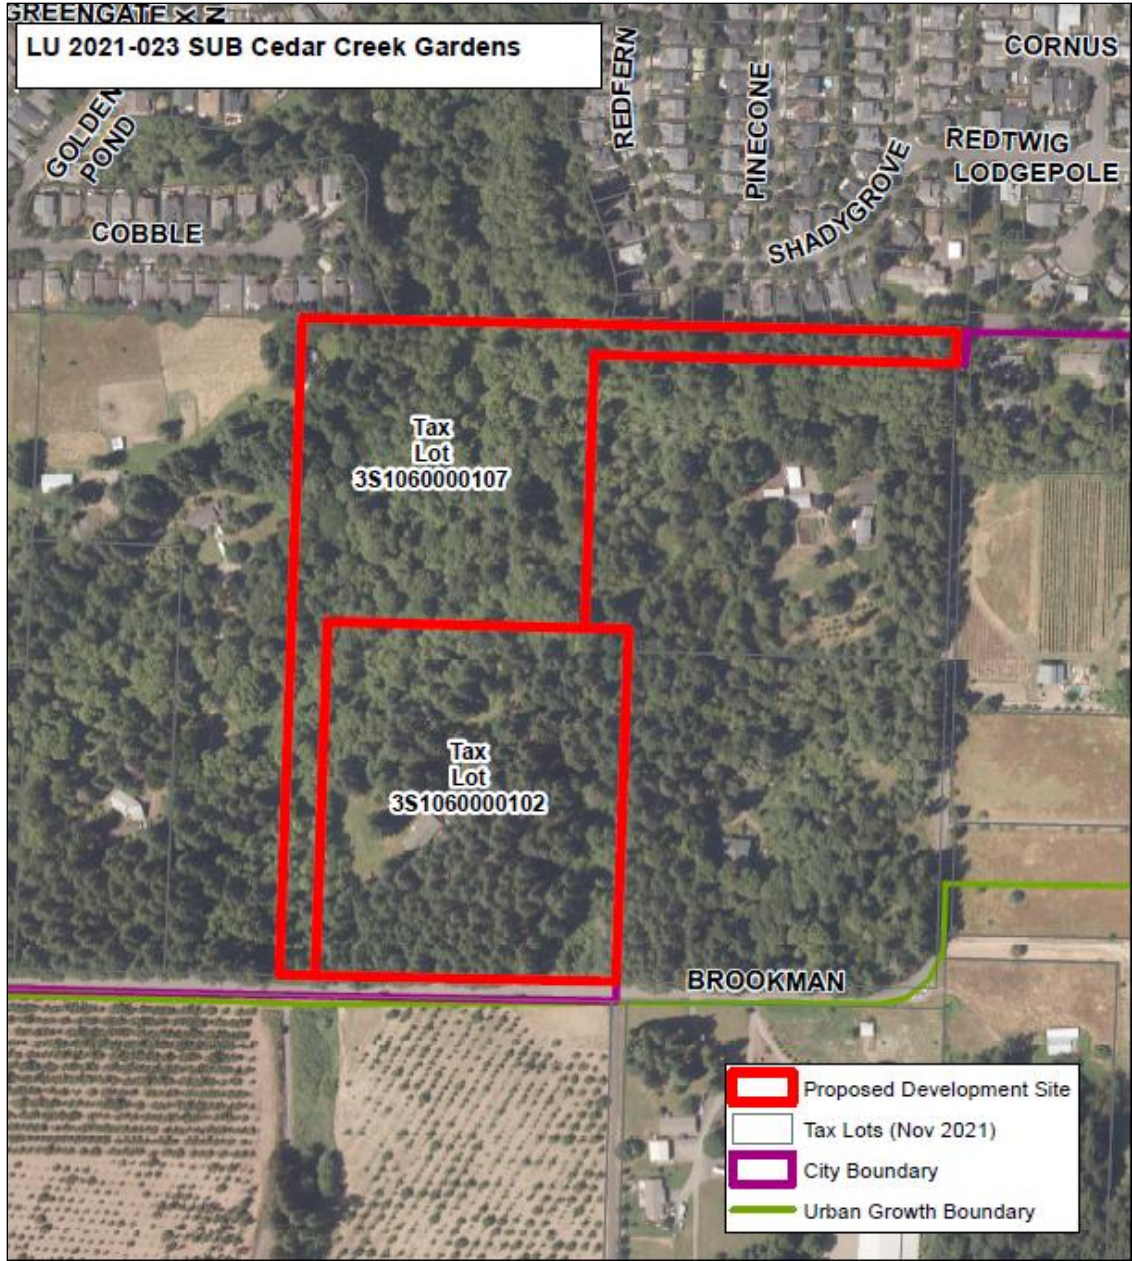 GREENGATE
LU 2021-023 SUB Cedar Creek Gardens
GOLDEN
POND
COBBLE
REDFERN
PINECONE
SHADYGROVE
CORNUS
REDTWIG
LODGEPOLE
Tax
Lot
3S1060000107
Tax
Lot
3S1060000102
BROOKMAN
Proposed Development Site
Tax Lots (Nov 2021)
City Boundary
Urban Growth Boundary